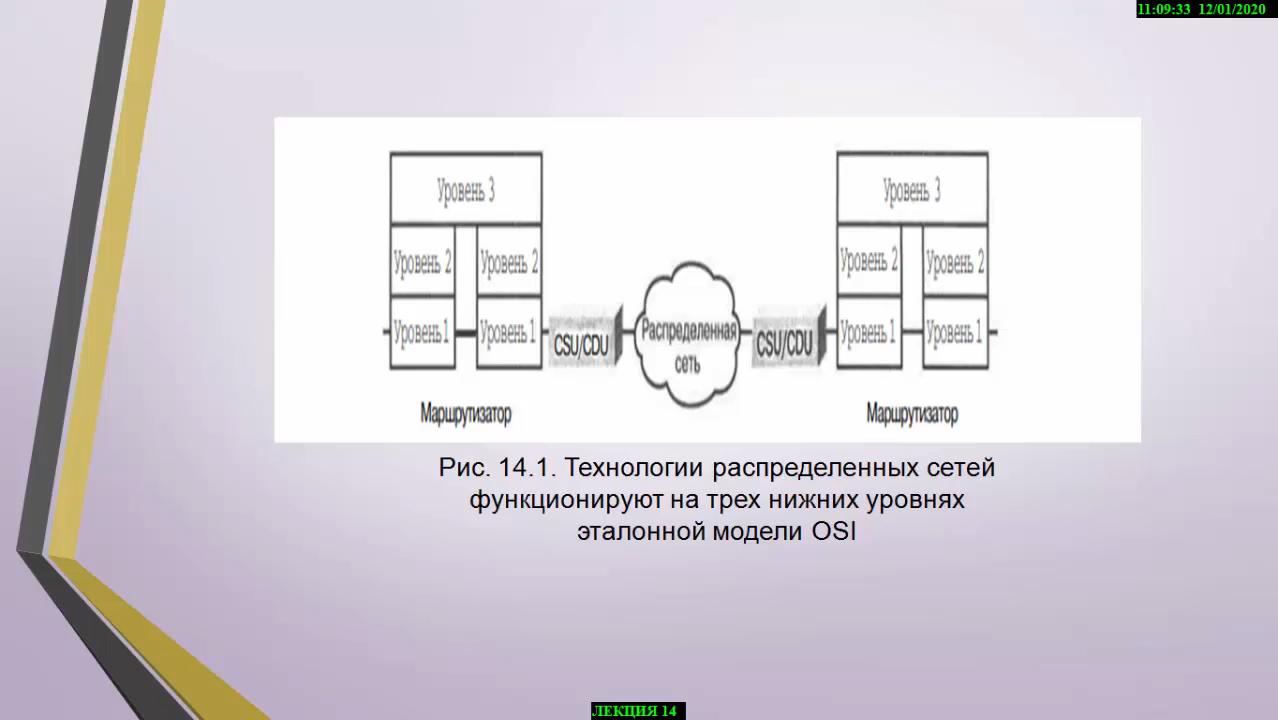 11:09:33 12/01/2020
Уровень 3
Уровень 3
Уровень 2
Уровень 2
Уровень 2
Уровень 2
Уровень 1
Уровень 1
CSU/CDU
Распределенная
сеть
CSU/CDU
Уровень 1
Уровень 1
Маршрутизатор
Маршрутизатор
Рис. 14.1. Технологии распределенных сетей
функционируют на трех нижних уровнях
эталонной модели OSI
ЛЕКЦИЯ 14